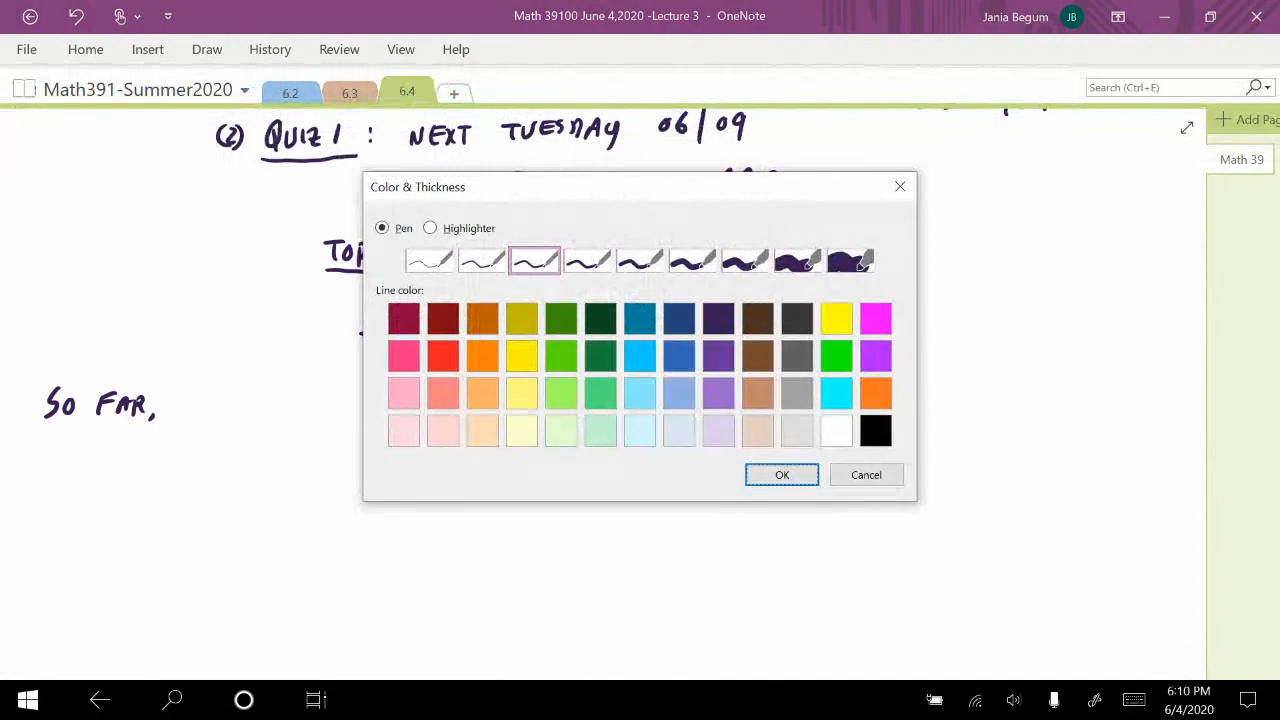 Math 39100 June 4,2020 -Lecture 3 - OneNote
Jania Begum
JB
File Home Insert Draw History Review View Help
Math391-Summer2020
6.2
6.3
6.4
Search (Ctrl+E)
Add Pag
Math 39
(2) QUIZ 1 : NEXT TUESDAY 06/09
TOP
SO FAR,
Color & Thickness
Pen
Highlighter
Line color:
OK
Cancel
6:10 PM
6/4/2020